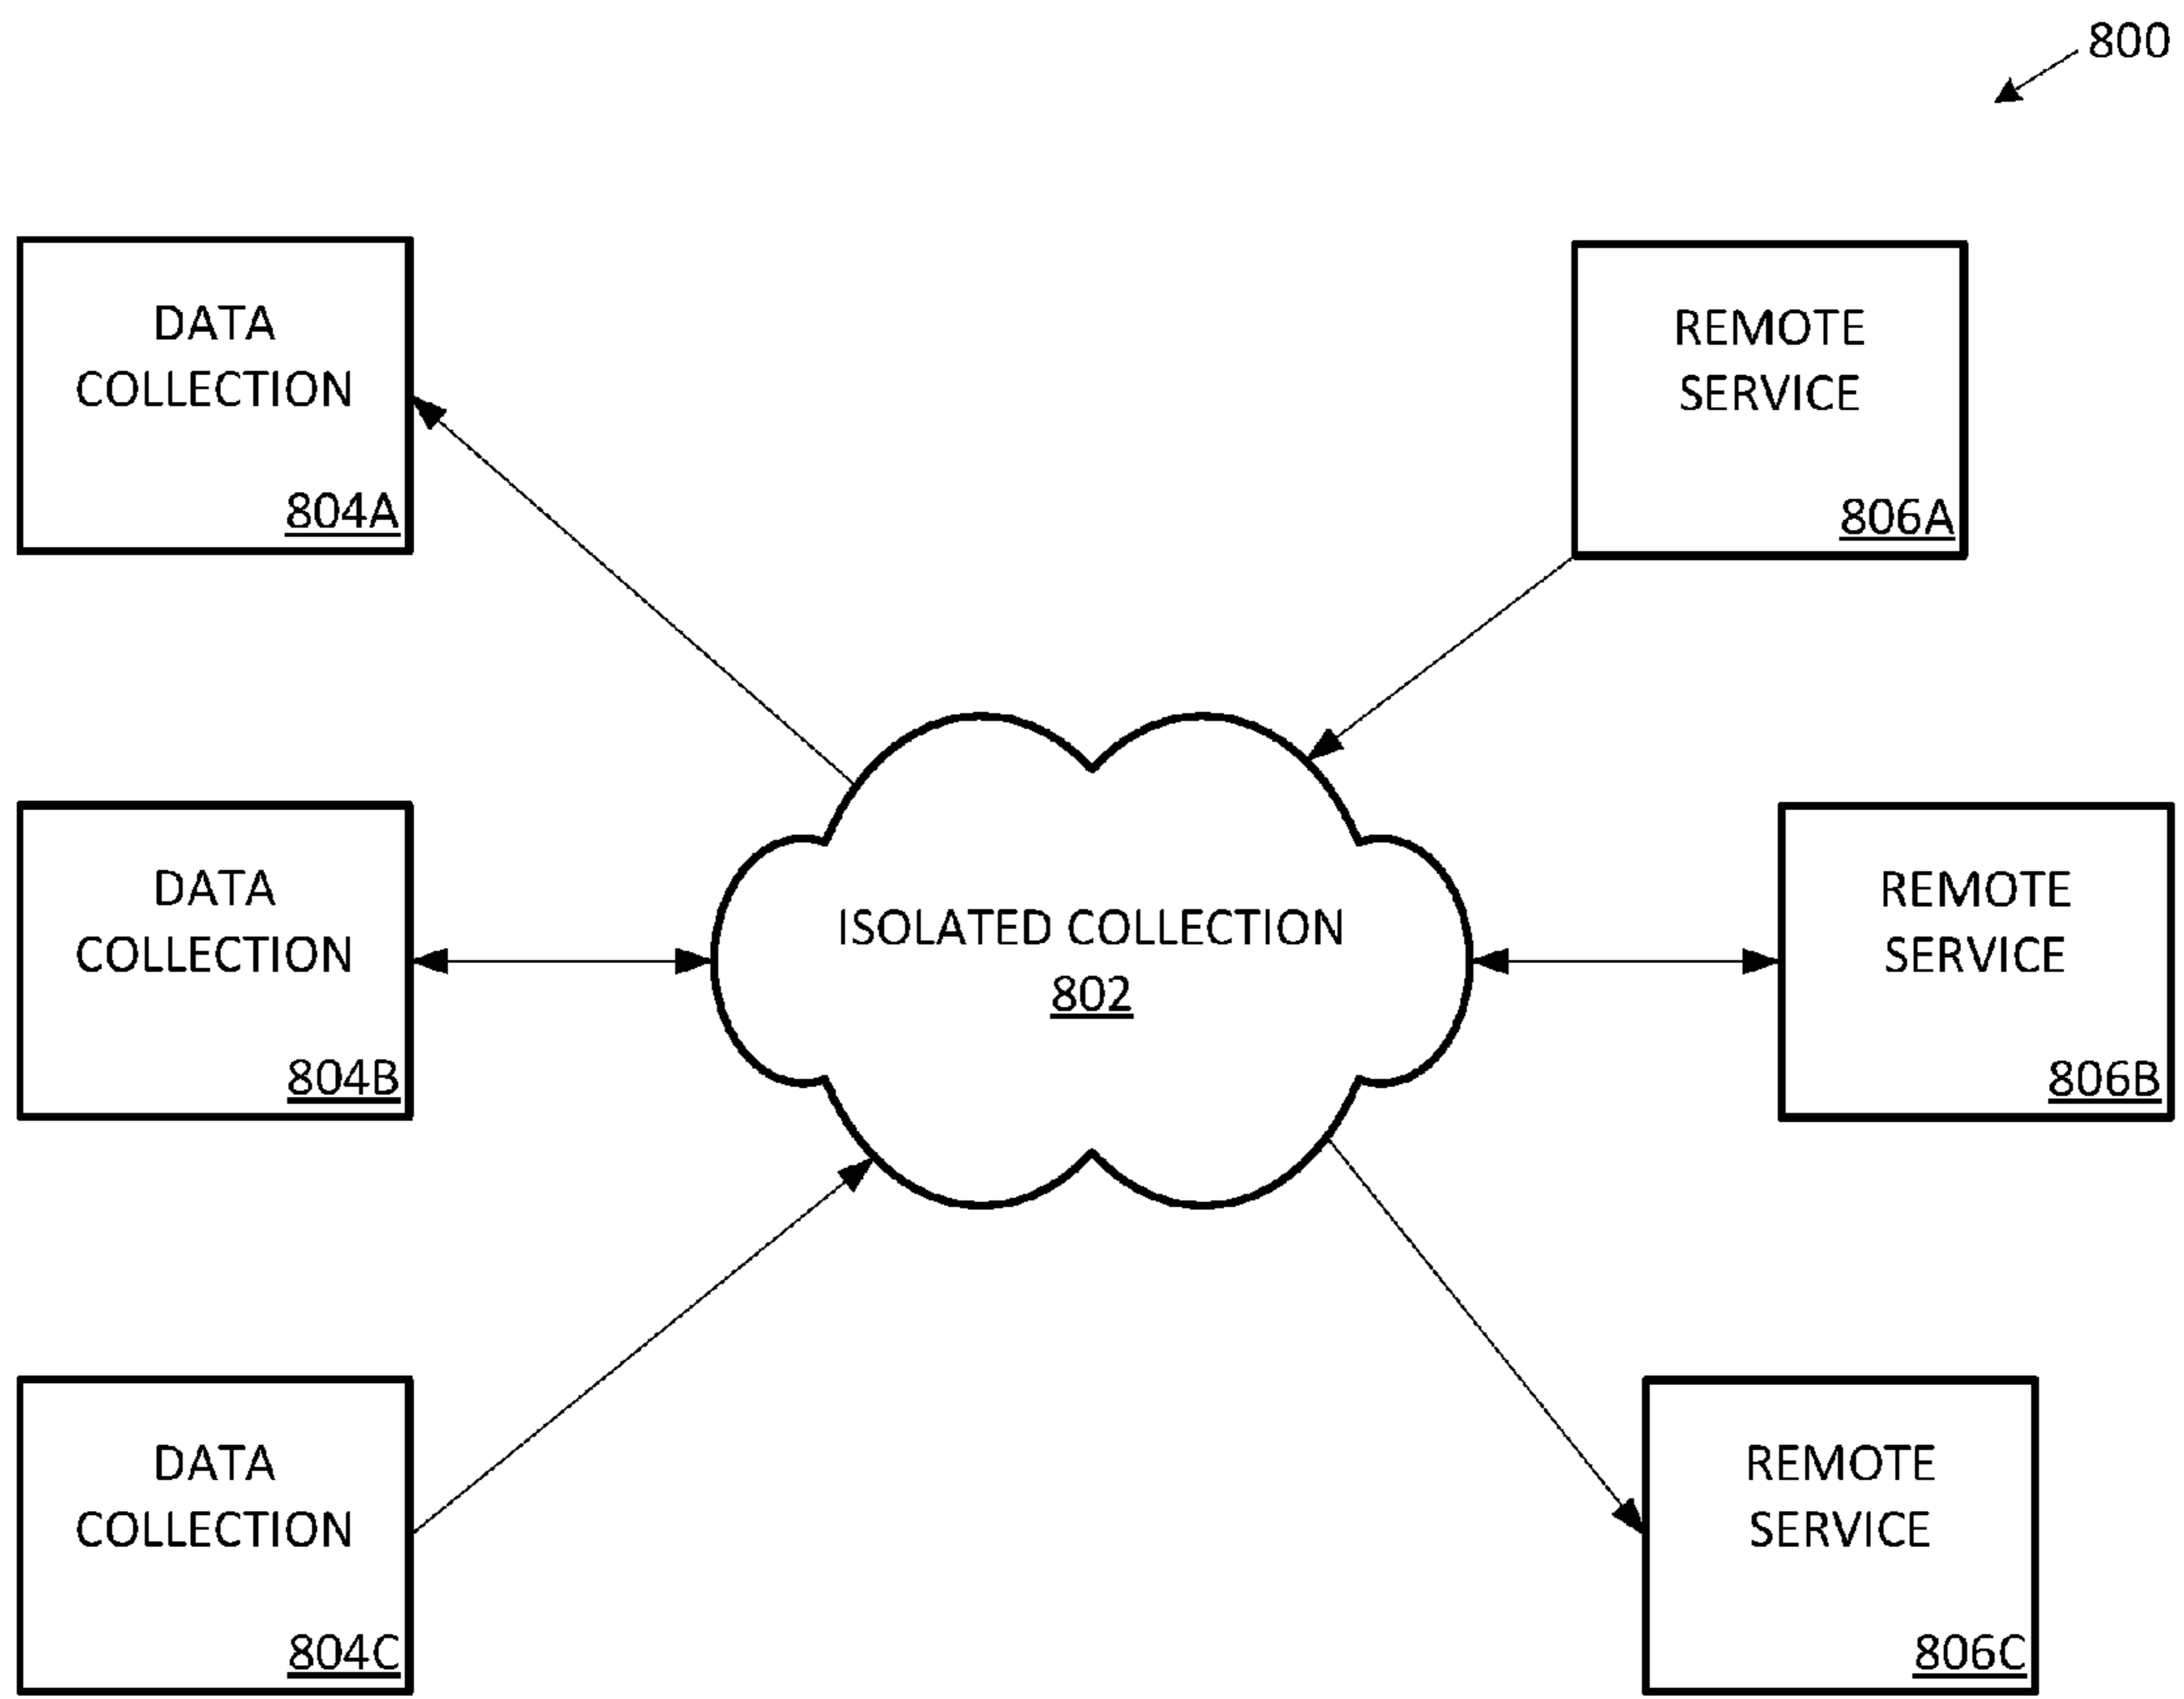 800
DATA
COLLECTION
804A
REMOTE
SERVICE
806A
DATA
COLLECTION
804B
ISOLATED COLLECTION
802
REMOTE
SERVICE
806B
DATA
COLLECTION
804C
REMOTE
SERVICE
806C